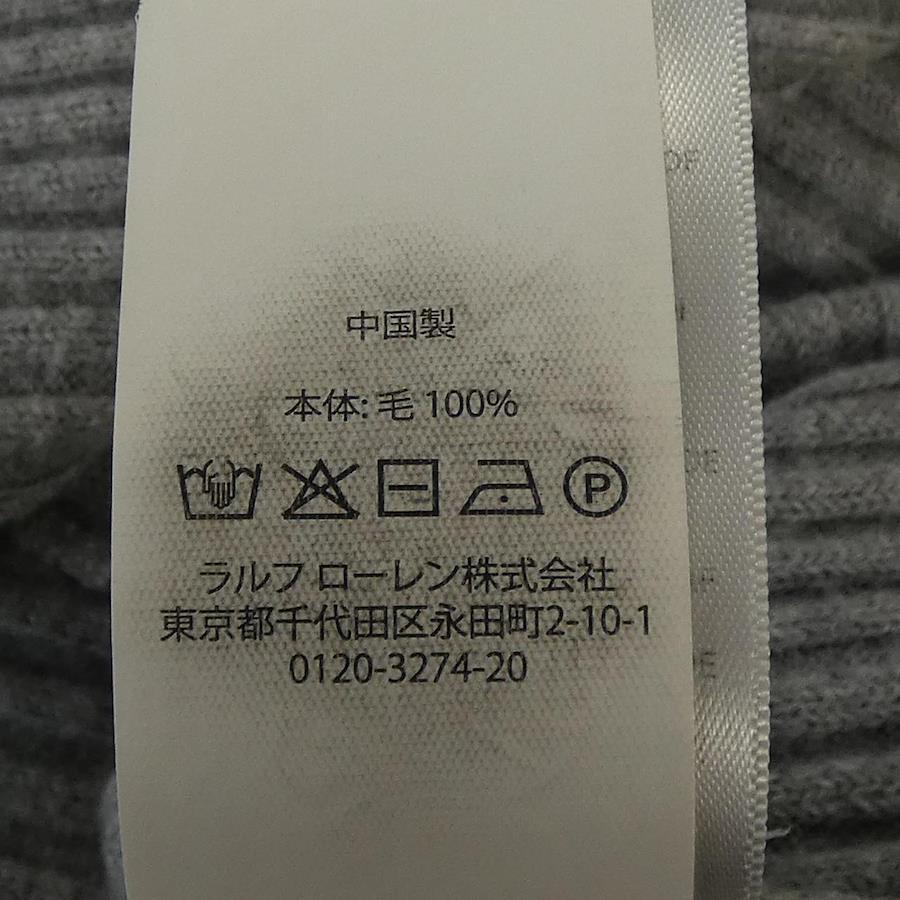 中国製
本体: 毛 100%
P
ラルフ ローレン株式会社
東京都千代田区永田町2-10-1
0120-3274-20